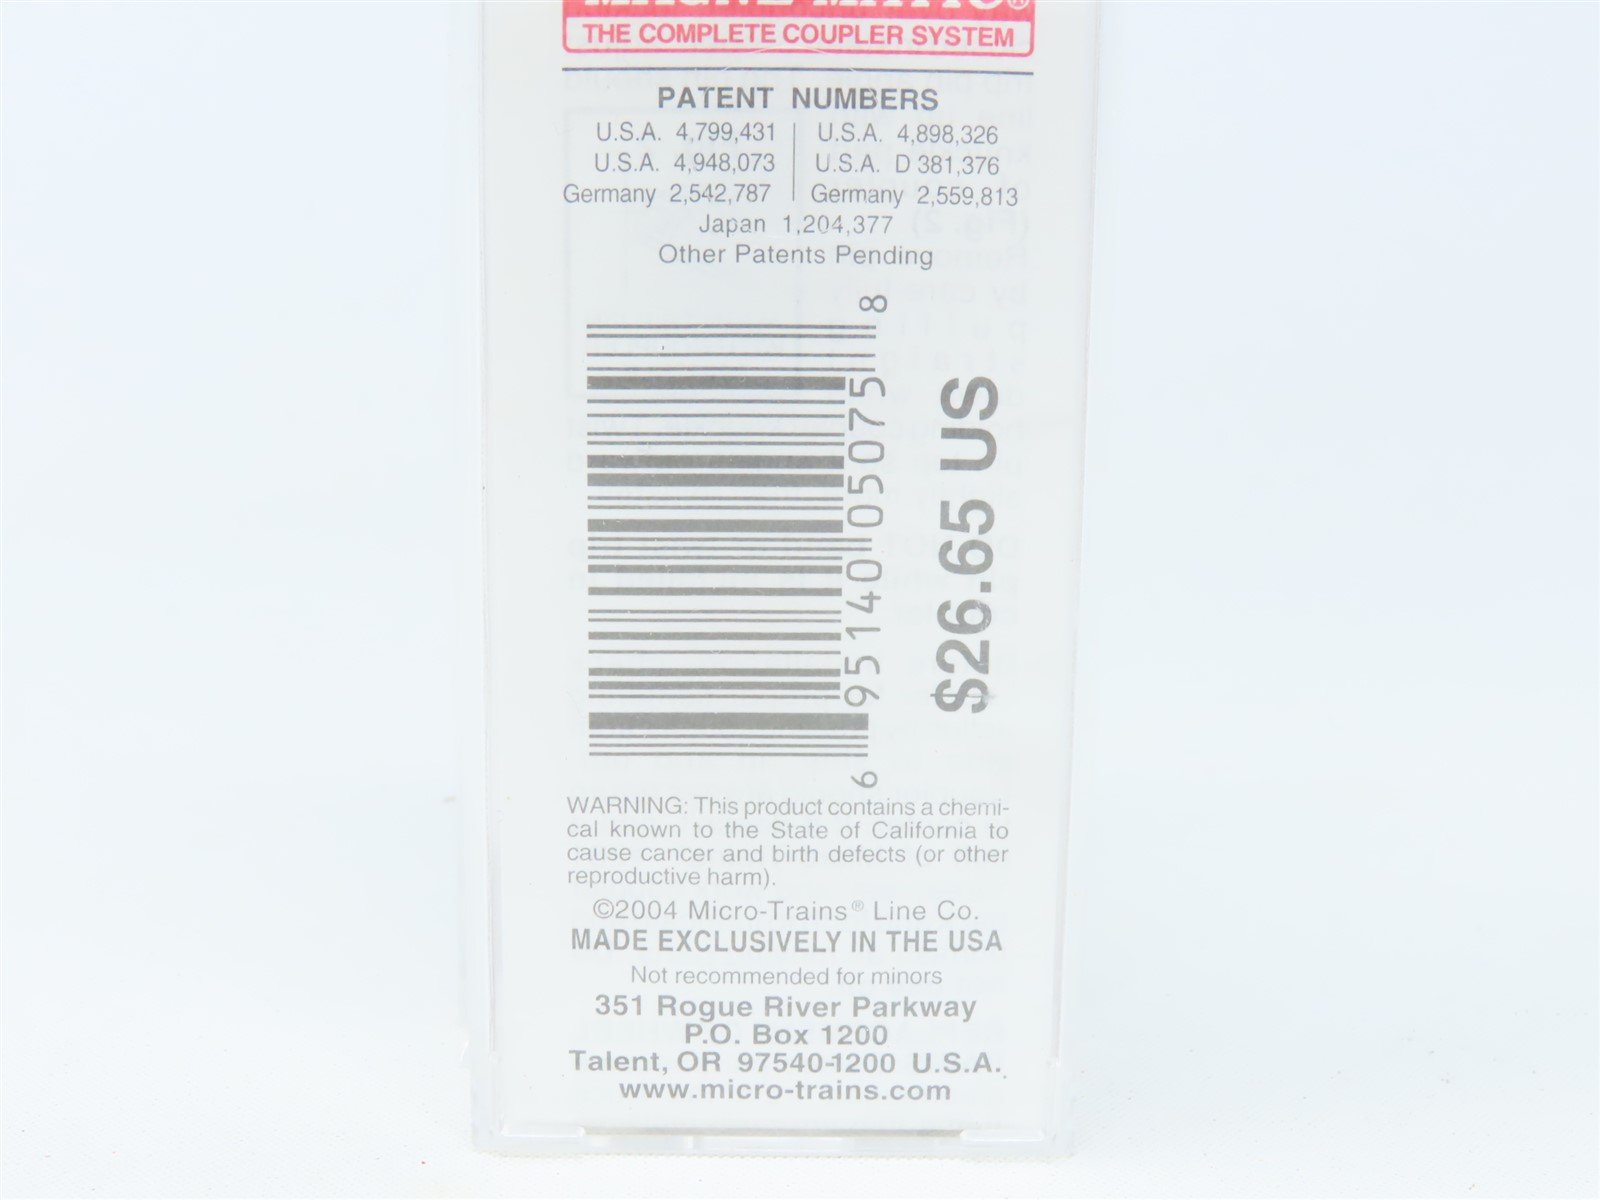 MAGNE-MATIC®
THE COMPLETE COUPLER SYSTEM
PATENT NUMBERS
U.S.A. 4,799,431 | U.S.A. 4,898,326
U.S.A. 4,948,073 | U.S.A. D 381,376
Germany 2,542,787 | Germany 2,559,813
Japan 1,204,377
Other Patents Pending
6 95140 05075 8
$26.65 US
WARNING: This product contains a chemi-
cal known to the State of California to
cause cancer and birth defects (or other
reproductive harm).
©2004 Micro-Trains® Line Co.
MADE EXCLUSIVELY IN THE USA
Not recommended for minors
351 Rogue River Parkway
P.O. Box 1200
Talent, OR 97540-1200 U.S.A.
www.micro-trains.com